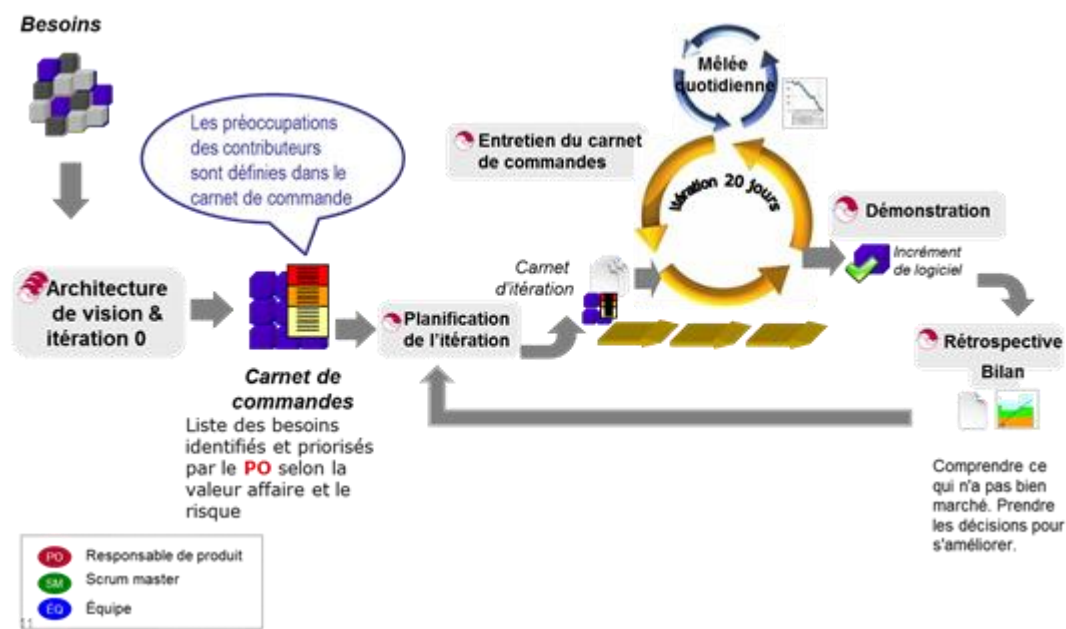 Besoins
Les préoccupations
des contributeurs
sont définies dans le
carnet de commande
Mêlée
quotidienne
Entretien du carnet
de commandes
Itération 20 jours
Démonstration
Incrément
de logiciel
Architecture
de vision &
itération 0
Carnet
d'itération
Planification
de l'itération
Rétrospective
Bilan
Carnet de
commandes
Liste des besoins
identifiés et priorisés
par le PO selon la
valeur affaire et le
risque
Comprendre ce
qui n'a pas bien
marché. Prendre
les décisions pour
s'améliorer.
PO Responsable de produit
SM Scrum master
ÉQ Équipe
11